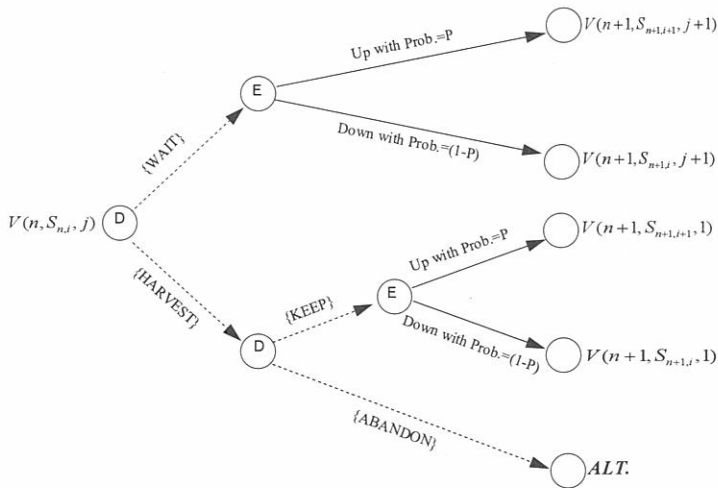 Up with Prob.=P
V(n+1,S_{n+1,i+1},j+1)
E
Down with Prob.=(1-P)
V(n+1,S_{n+1,i},j+1)
{WAIT}
V(n,S_{n,i},j)
D
{HARVEST}
Up with Prob.=P
V(n+1,S_{n+1,i+1},1)
E
{KEEP}
Down with Prob.=(1-P)
V(n+1,S_{n+1,i},1)
D
{ABANDON}
ALT.